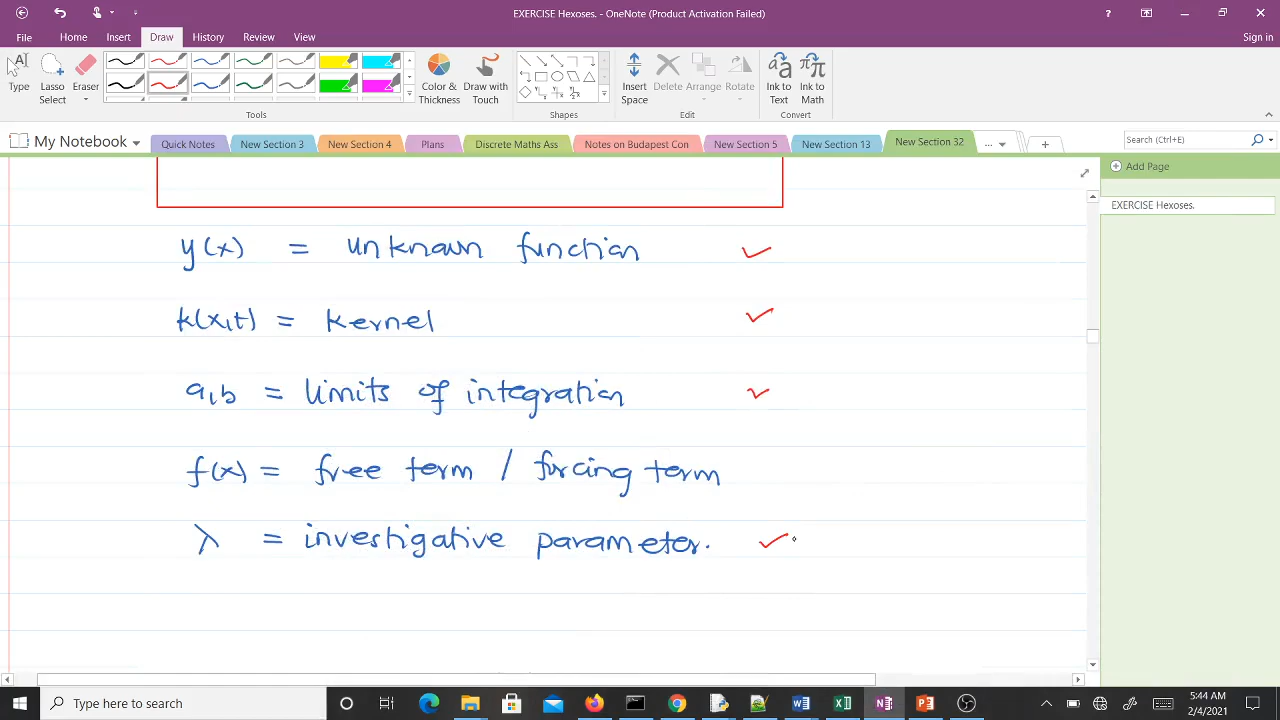 EXERCISE Hexoses. - OneNote (Product Activation Failed)
File Home Insert Draw History Review View Sign in
Type Lasso Select Eraser Color & Thickness Draw with Touch Insert Space Delete Arrange Rotate Ink to Text Ink to Math
Tools Shapes Edit Convert
My Notebook Quick Notes New Section 3 New Section 4 Plans Discrete Maths Ass Notes on Budapest Con New Section 5 New Section 13 New Section 32 ... Search (Ctrl+E)
Add Page
EXERCISE Hexoses.
y(x) = unknown function
k(x,t) = kernel
a,b = limits of integration
f(x) = free term / forcing term
λ = investigative parameter.
Type here to search
5:44 AM
2/4/2021